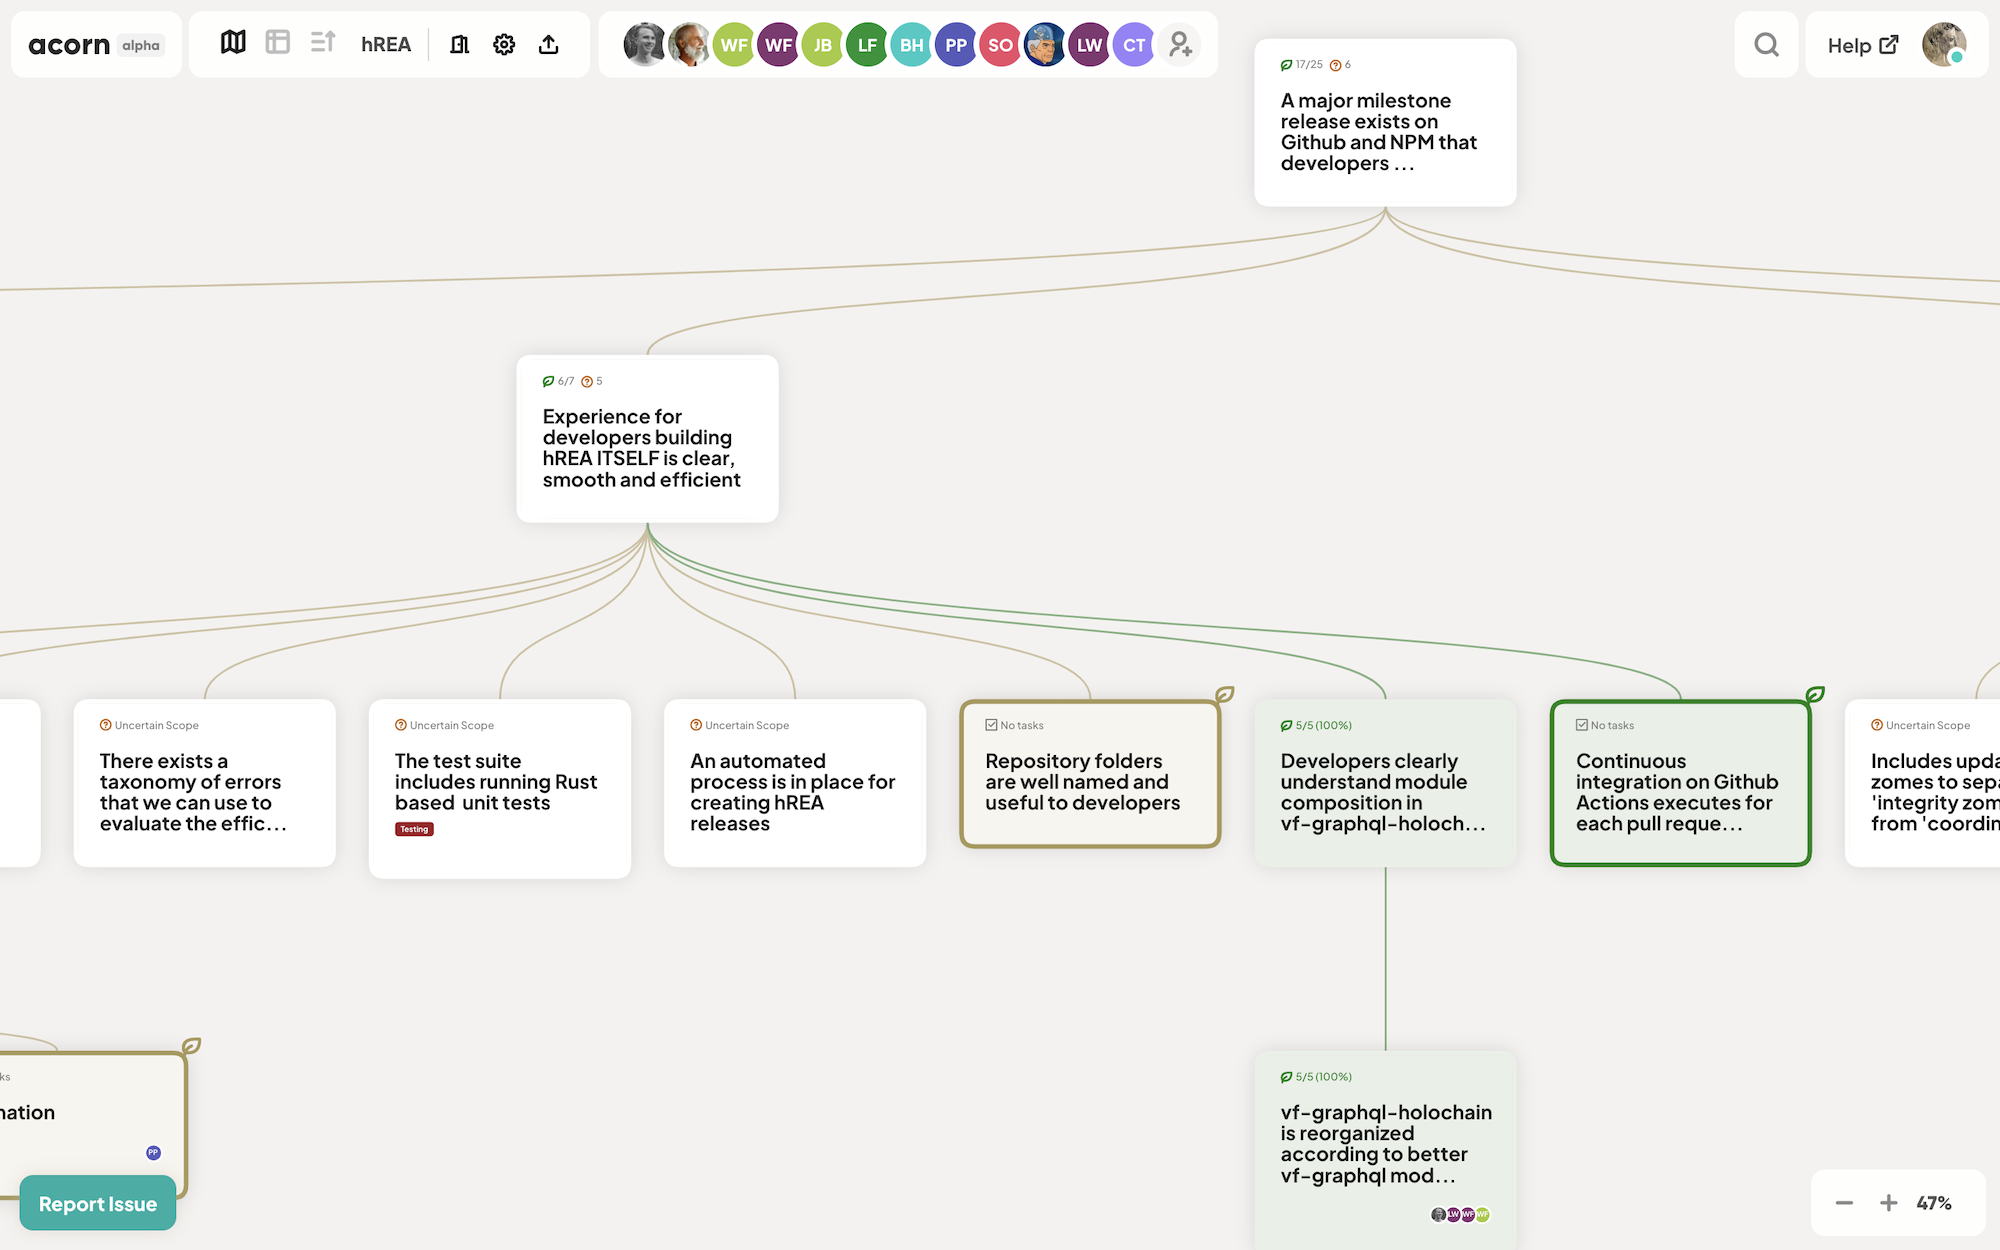 acorn alpha
hREA
WF WF JB LF BH PP SO LW CT
Help
17/25 6
A major milestone
release exists on
Github and NPM that
developers ...
6/7 5
Experience for
developers building
hREA ITSELF is clear,
smooth and efficient
Uncertain Scope
There exists a
taxonomy of errors
that we can use to
evaluate the effic...
Uncertain Scope
The test suite
includes running Rust
based unit tests
Testing
Uncertain Scope
An automated
process is in place for
creating hREA
releases
No tasks
Repository folders
are well named and
useful to developers
5/5 (100%)
Developers clearly
understand module
composition in
vf-graphql-holoch...
No tasks
Continuous
integration on Github
Actions executes for
each pull reque...
Uncertain Scope
Includes upda
zomes to sepa
'integrity zom
from 'coordin
ks
nation
PP
Report Issue
5/5 (100%)
vf-graphql-holochain
is reorganized
according to better
vf-graphql mod...
LW WF WF
47%